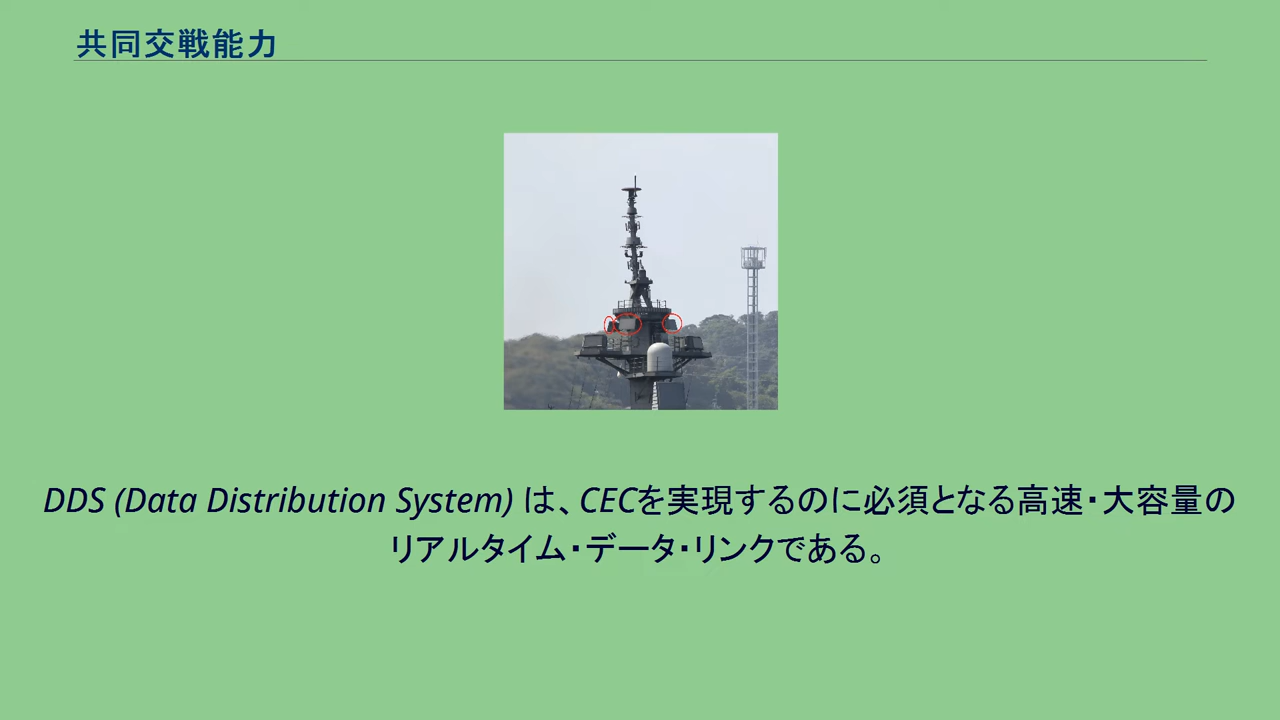 共同交戦能力
DDS (Data Distribution System) は、CECを実現するのに必須となる高速・大容量の
リアルタイム・データ・リンクである。